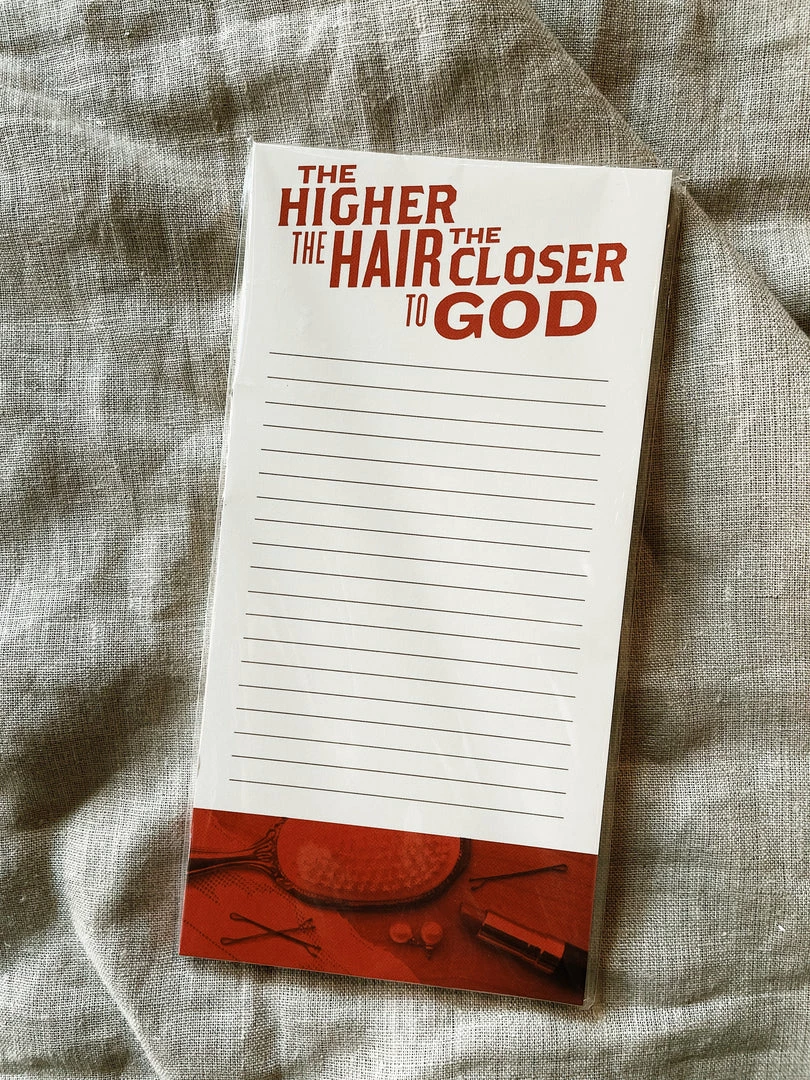 THE
HIGHER
THE HAIR THE
CLOSER
TO GOD